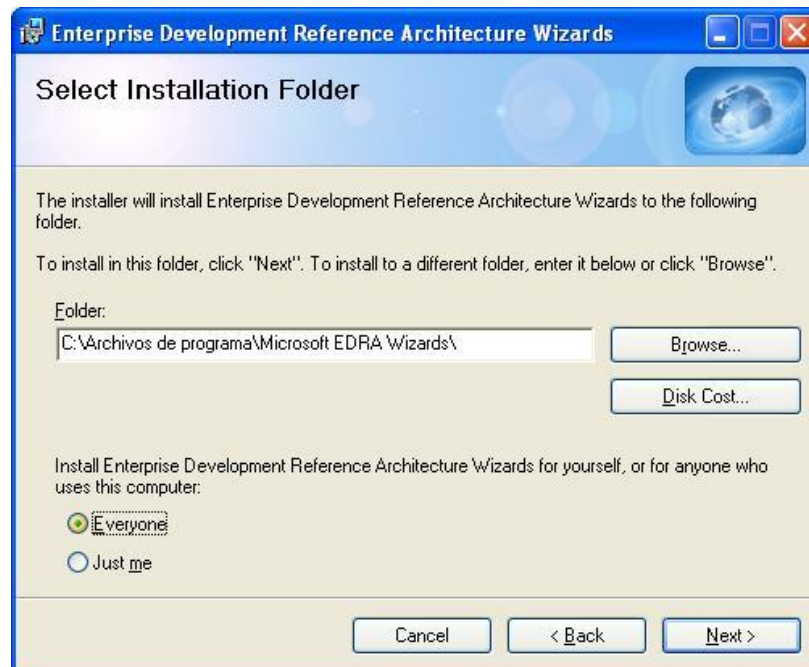 Enterprise Development Reference Architecture Wizards
Select Installation Folder
The installer will install Enterprise Development Reference Architecture Wizards to the following
folder.
To install in this folder, click "Next". To install to a different folder, enter it below or click "Browse".
Folder:
C:\Archivos de programa\Microsoft EDRA Wizards\
Browse...
Disk Cost...
Install Enterprise Development Reference Architecture Wizards for yourself, or for anyone who
uses this computer:
Everyone
Just me
Cancel
< Back
Next >